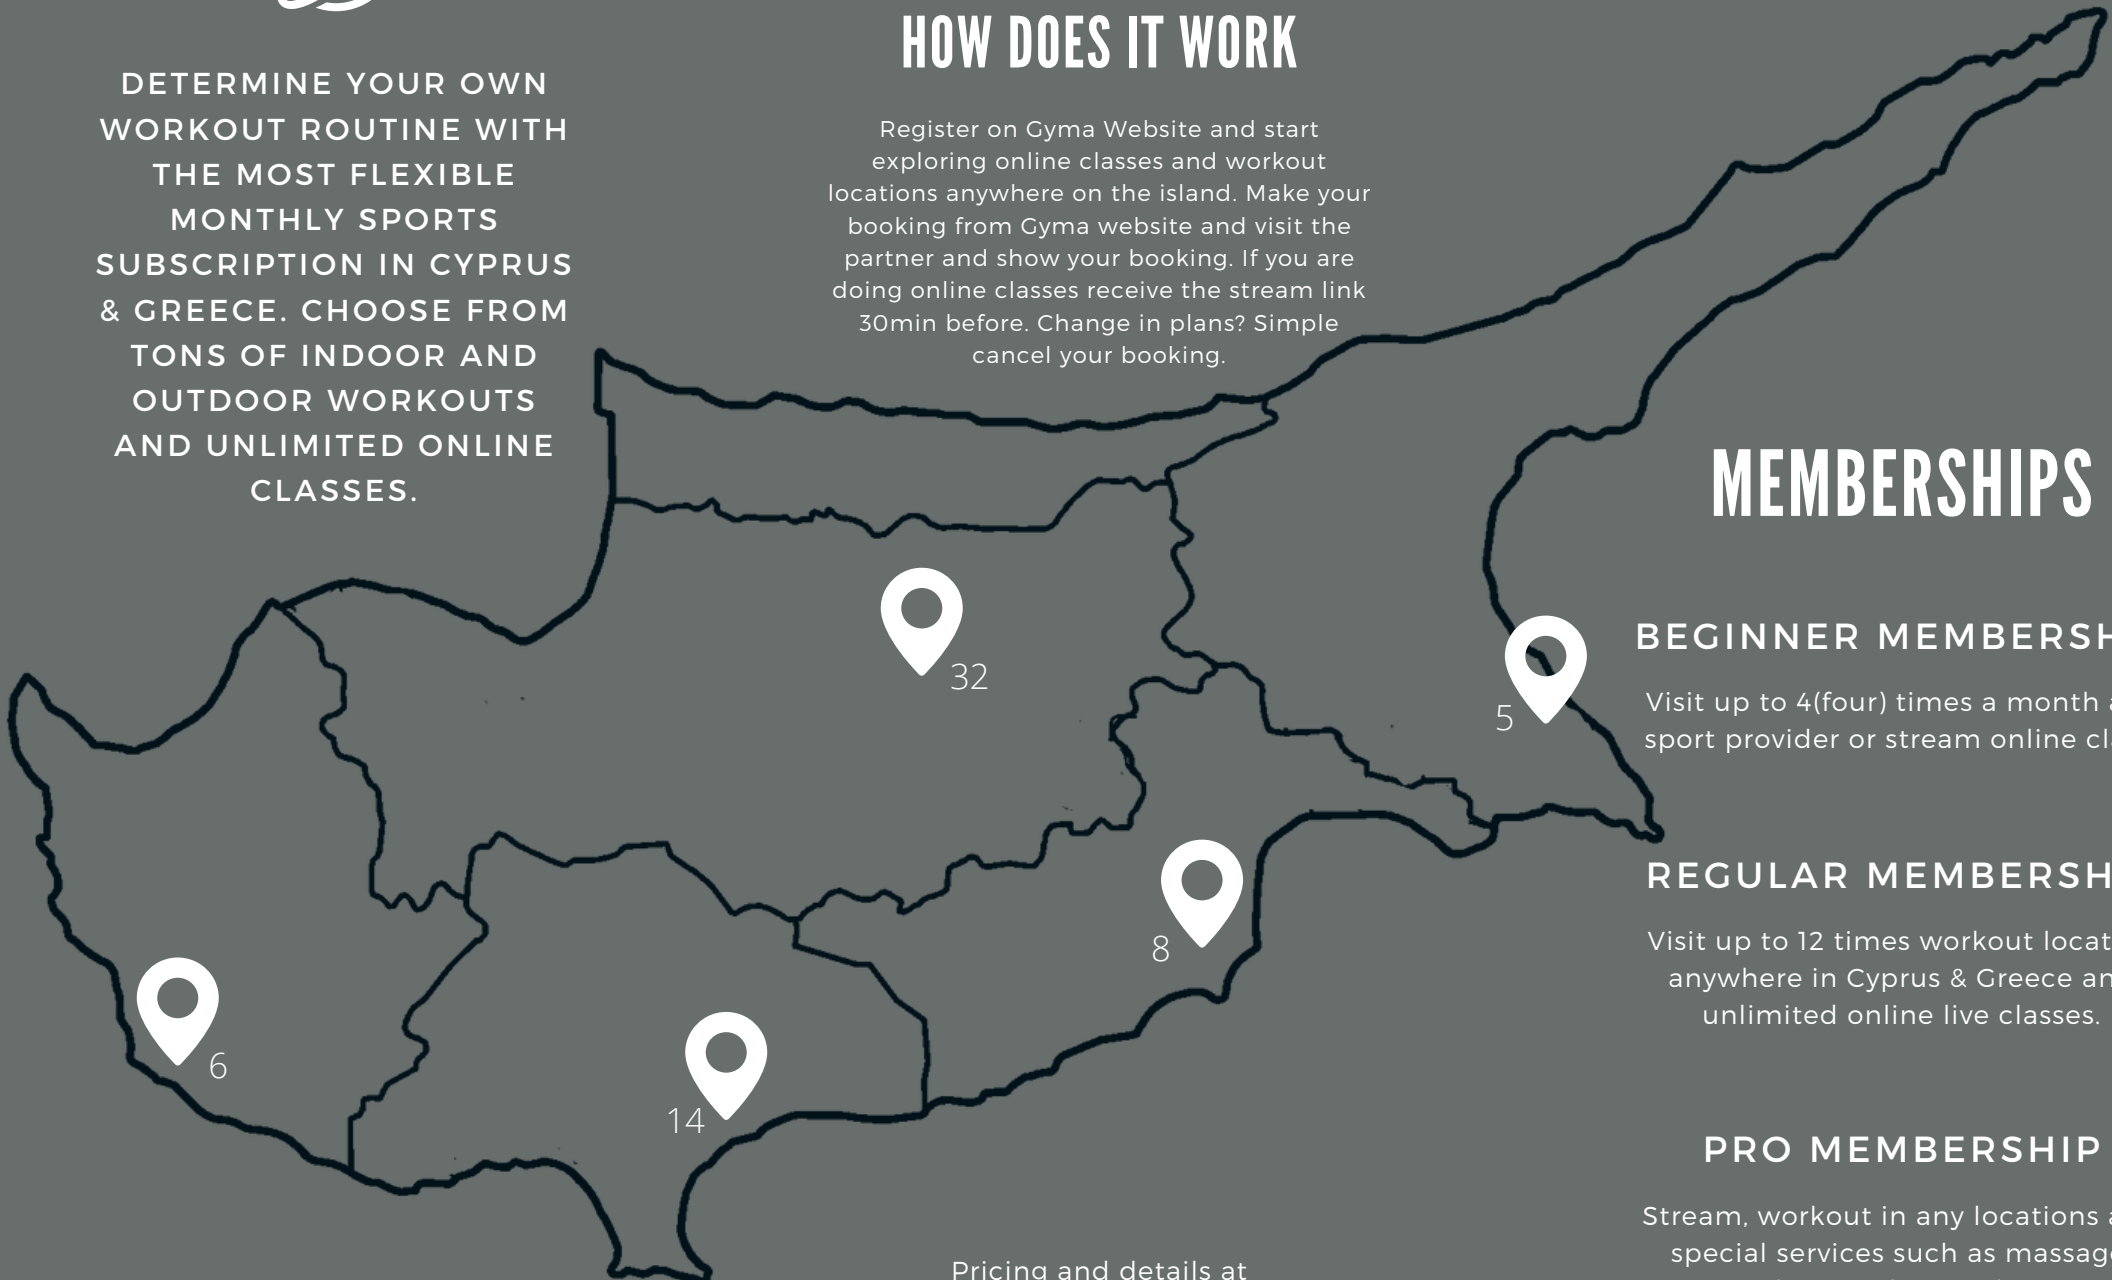 DETERMINE YOUR OWN
WORKOUT ROUTINE WITH
THE MOST FLEXIBLE
MONTHLY SPORTS
SUBSCRIPTION IN CYPRUS
& GREECE. CHOOSE FROM
TONS OF INDOOR AND
OUTDOOR WORKOUTS
AND UNLIMITED ONLINE
CLASSES.
HOW DOES IT WORK
Register on Gyma Website and start
exploring online classes and workout
locations anywhere on the island. Make your
booking from Gyma website and visit the
partner and show your booking. If you are
doing online classes receive the stream link
30min before. Change in plans? Simple
cancel your booking.
32
5
8
6
14
MEMBERSHIPS
BEGINNER
Visit up to 4(four) times a month
sport provider or stream online
REGULAR
Visit up to 12 times workout
anywhere in Cyprus & Greece
unlimited online live classes.
PRO MEMBERSHIP
Stream, workout in any locations
special services such as
Pricing and details at